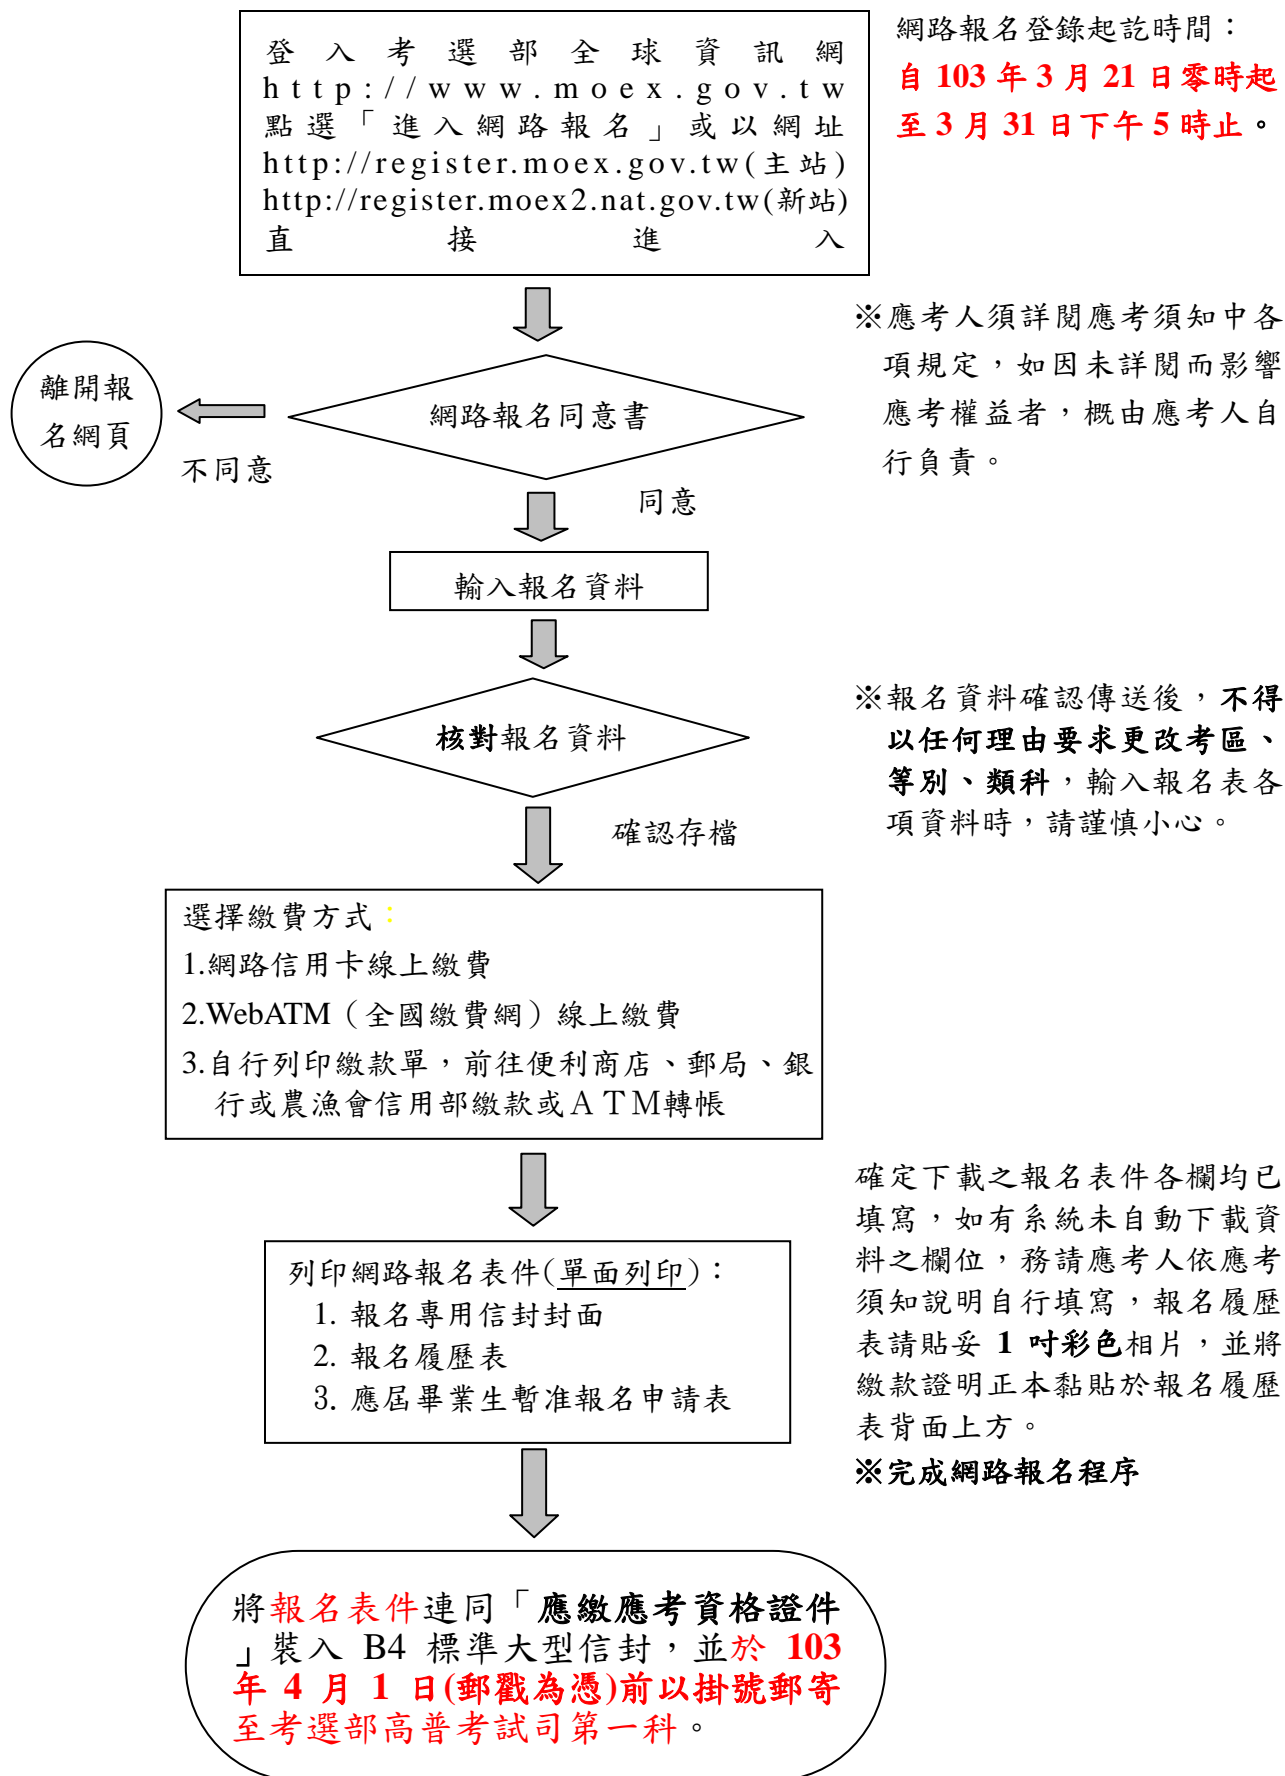 登入考選部全球資訊網
http://www.moex.gov.tw
點選「進入網路報名」或以網址
http://register.moex.gov.tw(主站)
http://register.moex2.nat.gov.tw(新站)
直接進入
網路報名登錄起訖時間：
自 103 年 3 月 21 日零時起
至 3 月 31 日下午 5 時止。
※應考人須詳閱應考須知中各
項規定，如因未詳閱而影響
應考權益者，概由應考人自
行負責。
離開報
名網頁
網路報名同意書
不同意
同意
輸入報名資料
核對報名資料
※報名資料確認傳送後，不得
以任何理由要求更改考區、
等別、類科，輸入報名表各
項資料時，請謹慎小心。
確認存檔
選擇繳費方式：
1.網路信用卡線上繳費
2.WebATM（全國繳費網）線上繳費
3.自行列印繳款單，前往便利商店、郵局、銀
行或農漁會信用部繳款或ＡＴＭ轉帳
確定下載之報名表件各欄均已
填寫，如有系統未自動下載資
料之欄位，務請應考人依應考
須知說明自行填寫，報名履歷
表請貼妥 1 吋彩色相片，並將
繳款證明正本黏貼於報名履歷
表背面上方。
※完成網路報名程序
列印網路報名表件(單面列印)：
1. 報名專用信封封面
2. 報名履歷表
3. 應屆畢業生暫准報名申請表
將報名表件連同「應繳應考資格證件
」裝入 B4 標準大型信封，並於 103
年 4 月 1 日(郵戳為憑)前以掛號郵寄
至考選部高普考試司第一科。